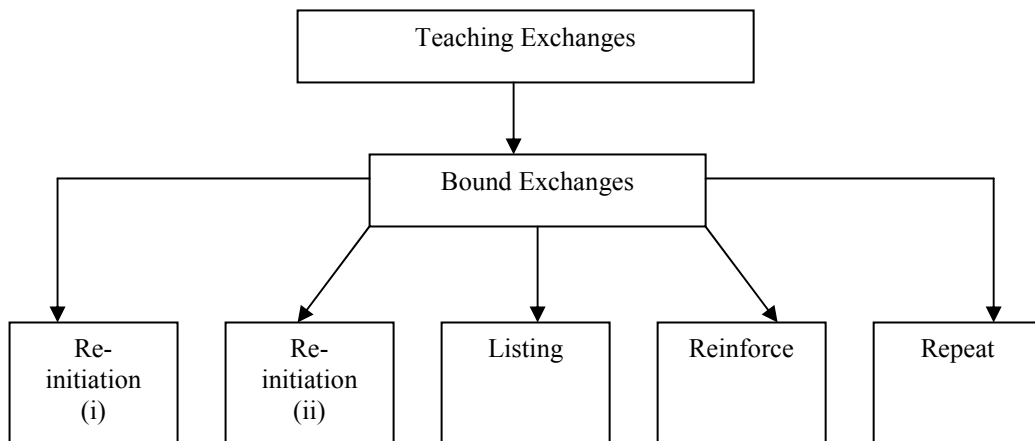 Teaching Exchanges
Bound Exchanges
Re-
initiation
(i)
Re-
initiation
(ii)
Listing
Reinforce
Repeat